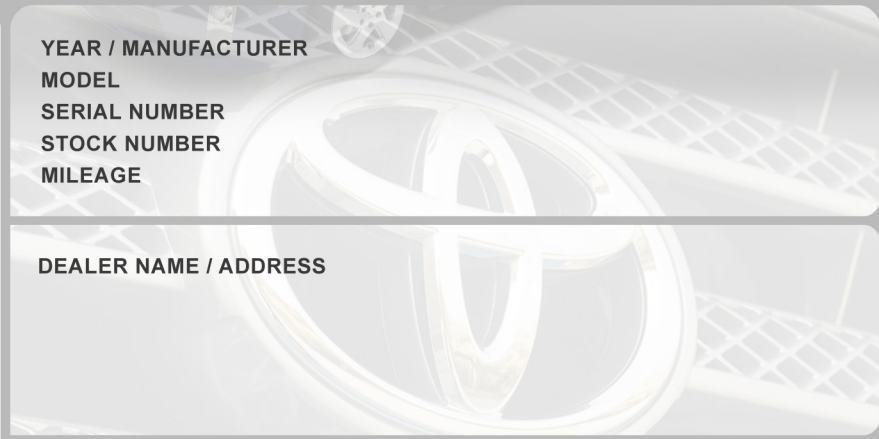 YEAR / MANUFACTURER
MODEL
SERIAL NUMBER
STOCK NUMBER
MILEAGE
DEALER NAME / ADDRESS